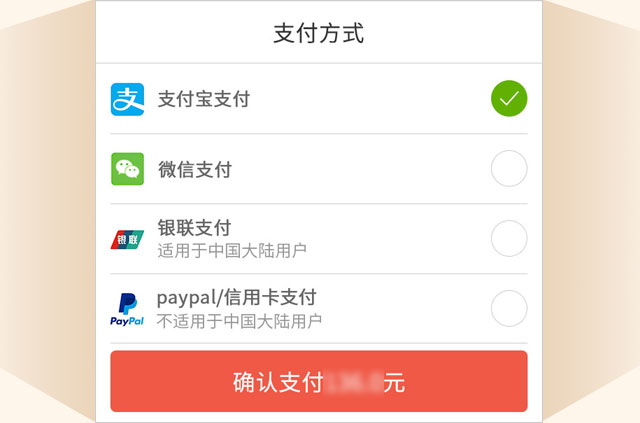 支付方式
支付宝支付
微信支付
银联
银联支付
适用于中国大陆用户
PayPal
paypal/信用卡支付
不适用于中国大陆用户
确认支付 元